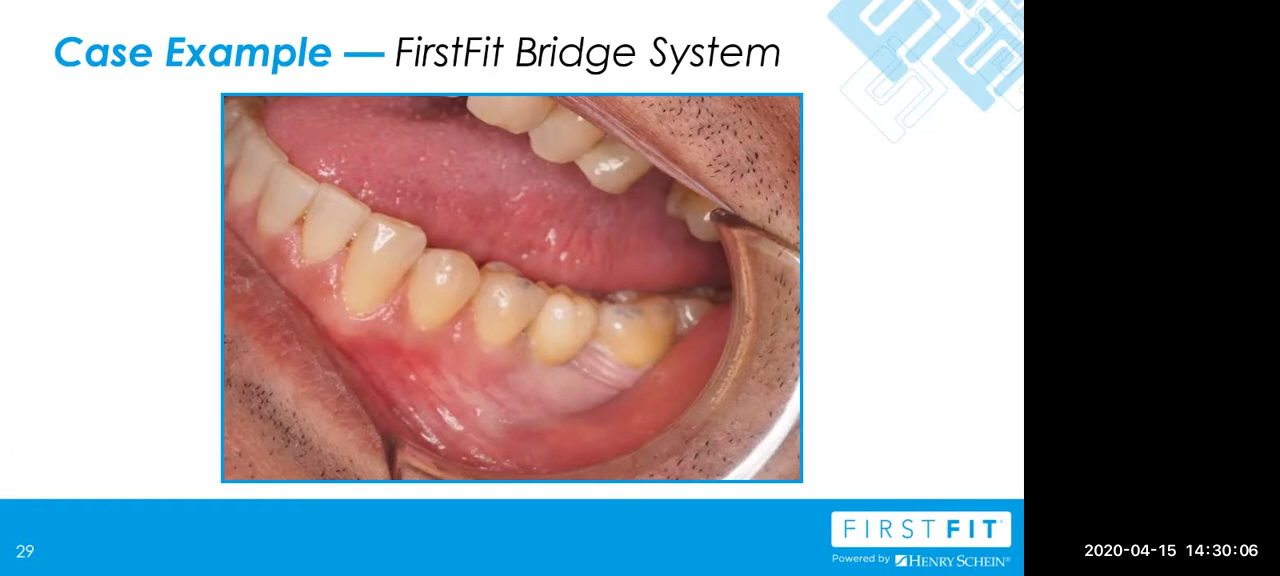 Case Example — FirstFit Bridge System
29
FIRSTFIT
Powered by HENRY SCHEIN®
2020-04-15 14:30:06